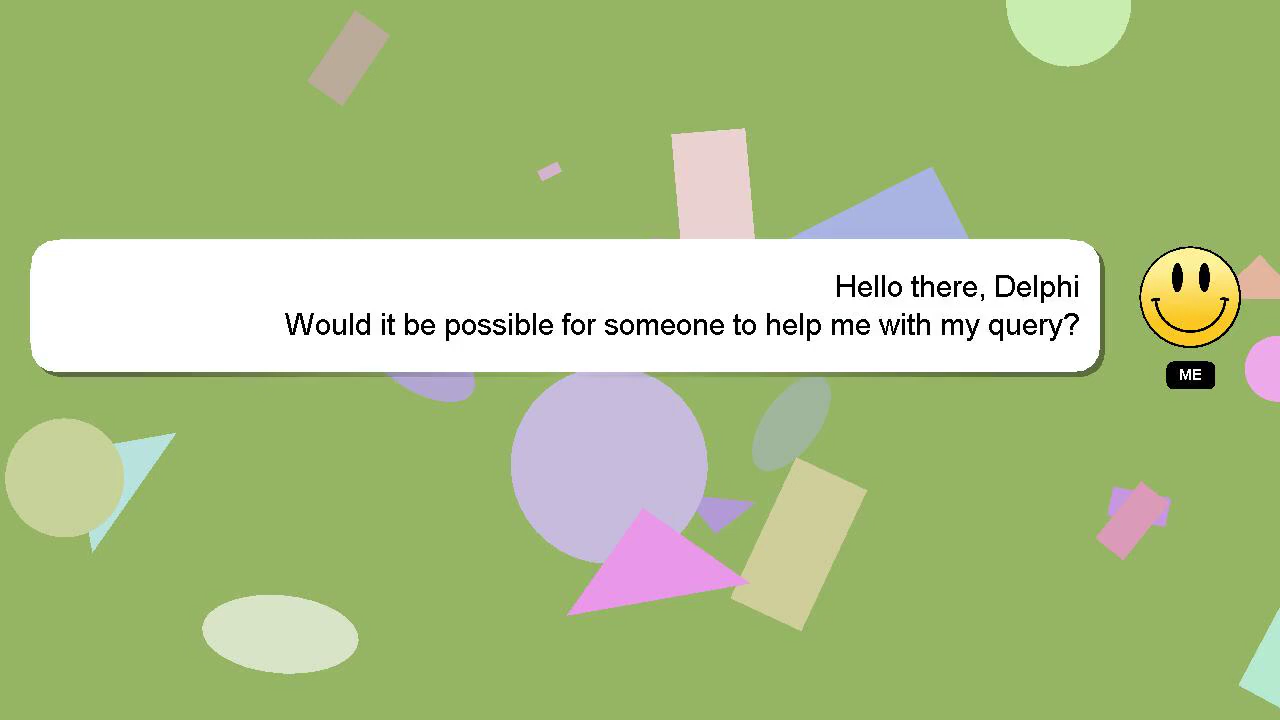 Hello there, Delphi
Would it be possible for someone to help me with my query?
ME